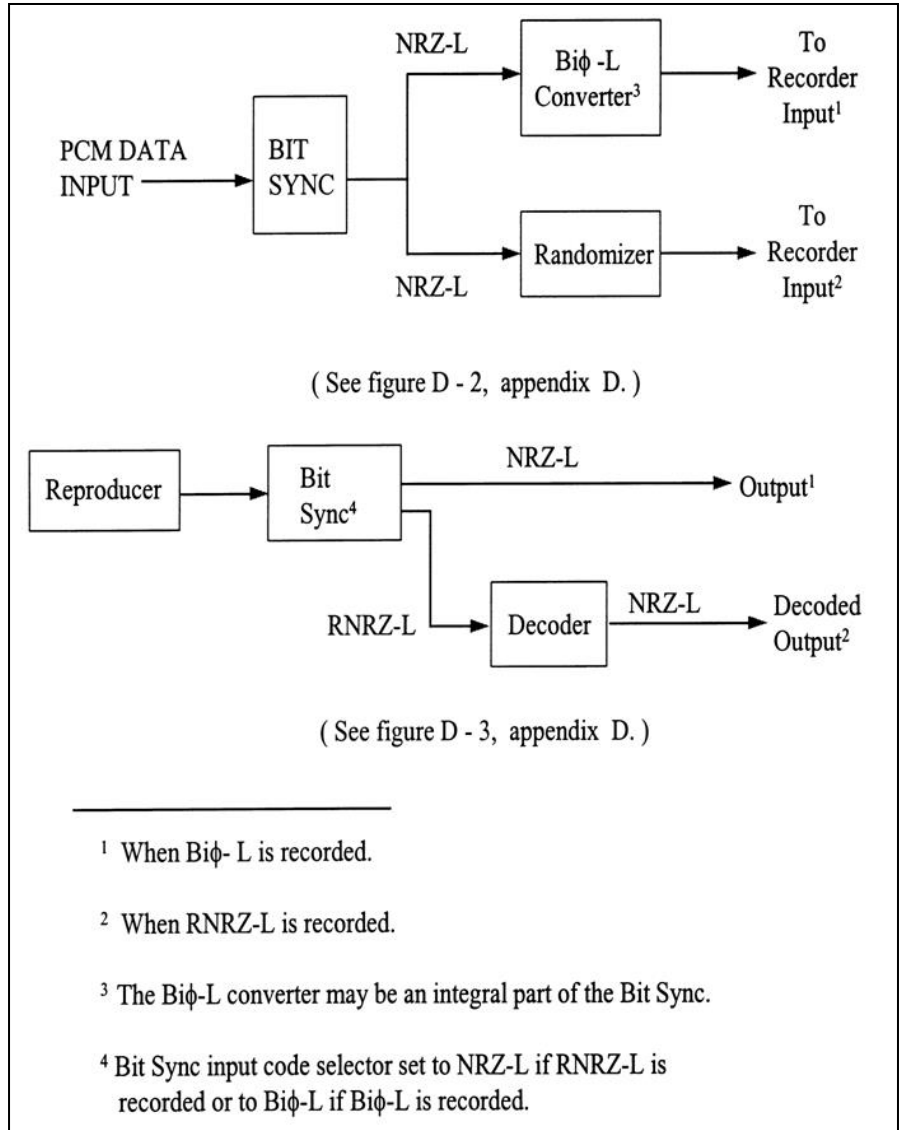 NRZ-L
Biϕ -L
Converter³
To
Recorder
Input¹
PCM DATA
INPUT
BIT
SYNC
NRZ-L
Randomizer
To
Recorder
Input²
( See figure D - 2, appendix D. )
Reproducer
Bit
Sync⁴
NRZ-L
Output¹
RNRZ-L
Decoder
NRZ-L
Decoded
Output²
( See figure D - 3, appendix D. )
¹ When Biϕ- L is recorded.
² When RNRZ-L is recorded.
³ The Biϕ-L converter may be an integral part of the Bit Sync.
⁴ Bit Sync input code selector set to NRZ-L if RNRZ-L is
recorded or to Biϕ-L if Biϕ-L is recorded.